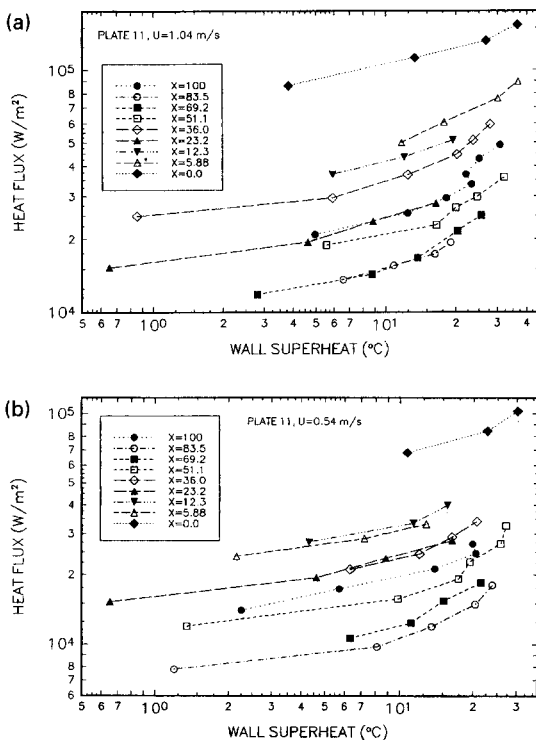 (a)
PLATE 11, U=1.04 m/s
X=100
X=83.5
X=69.2
X=51.1
X=36.0
X=23.2
X=12.3
X=5.88
X=0.0
HEAT FLUX (W/m²)
10⁵
8
7
6
5
4
3
2
10⁴
5 6 7 10⁰ 3 4 5 6 7 10¹ 2 3 4
WALL SUPERHEAT (°C)
(b)
PLATE 11, U=0.54 m/s
X=100
X=83.5
X=69.2
X=51.1
X=36.0
X=23.2
X=12.3
X=5.88
X=0.0
HEAT FLUX (W/m²)
10⁵
8
7
6
5
4
3
2
10⁴
8
7
6
5 6 7 10⁰ 2 3 4 5 6 7 10¹ 2 3
WALL SUPERHEAT (°C)